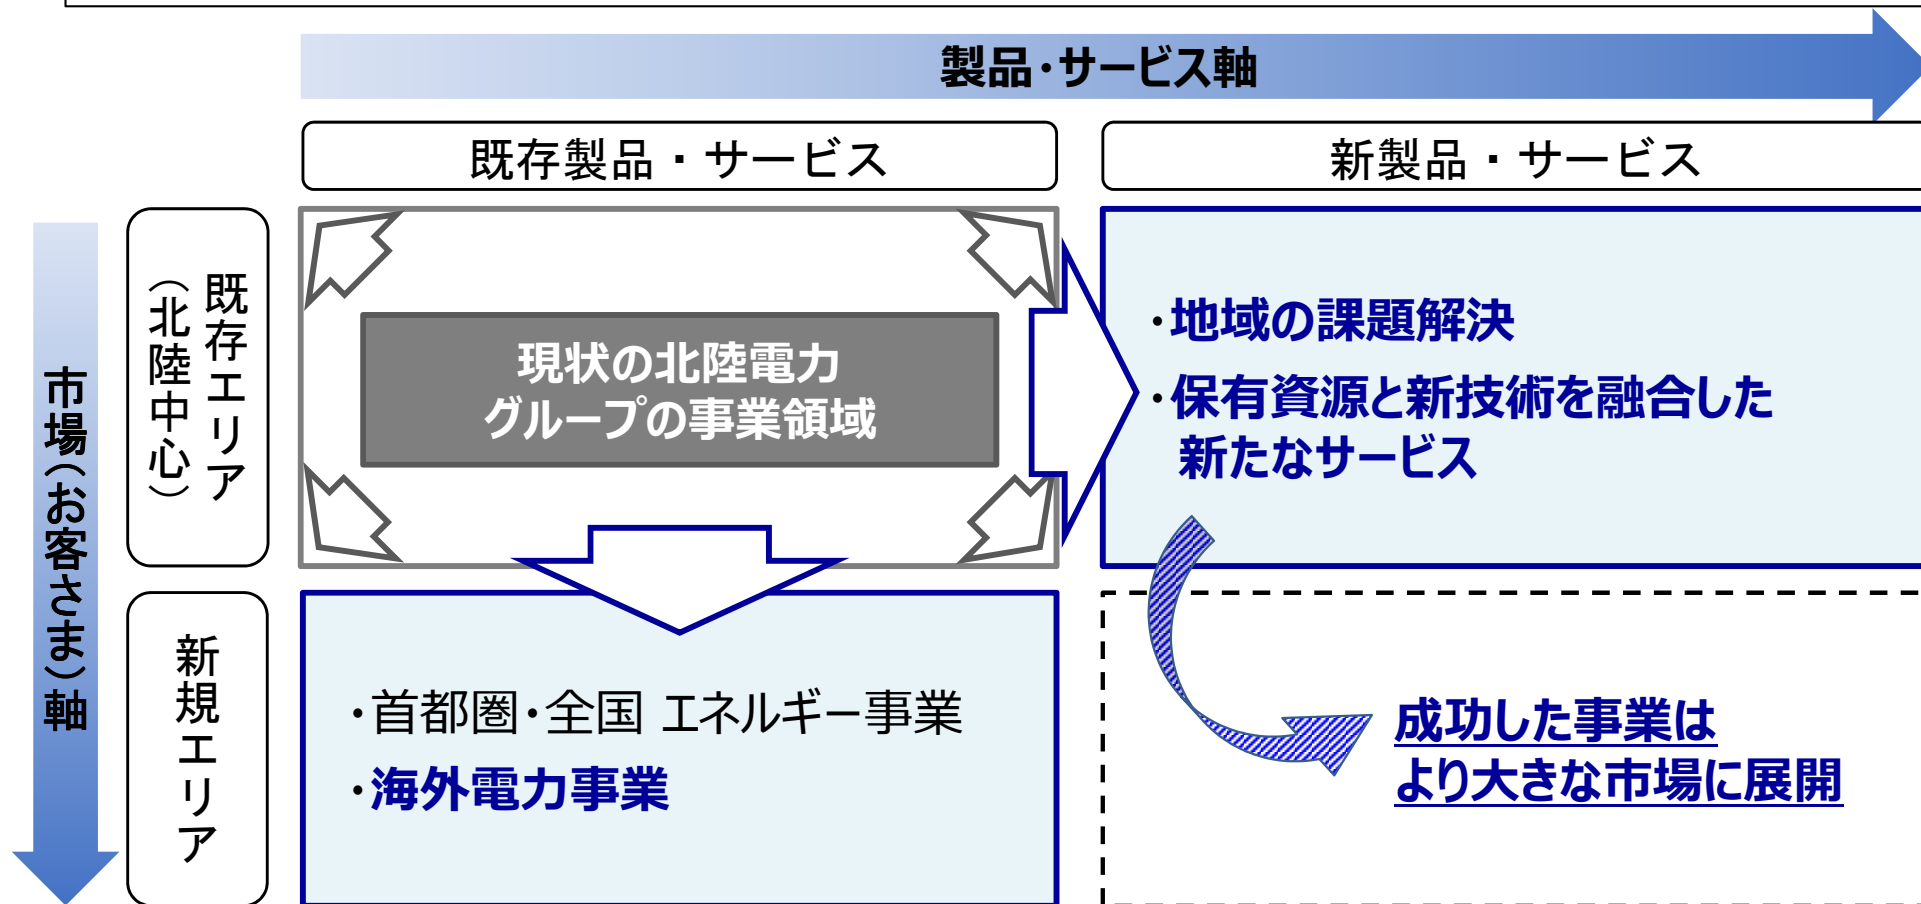 製品・サービス軸
既存製品・サービス
新製品・サービス
市場(お客さま)軸
既存エリア
(北陸中心)
現状の北陸電力
グループの事業領域
・地域の課題解決
・保有資源と新技術を融合した
新たなサービス
新規エリア
・首都圏・全国 エネルギー事業
・海外電力事業
成功した事業は
より大きな市場に展開